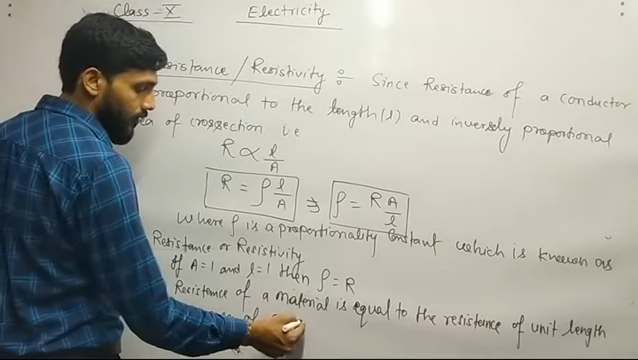 Class - X Electricity
Resistance / Resistivity :- Since Resistance of a conductor
proportional to the length (l) and inversly proportional
of crossection i.e
R ∝ l/A
R = ρ l/A ⇒ ρ = R A/l
Where ρ is a proportionality constant which is known as
Resistance or Resistivity
If A = 1 and l = 1 then ρ = R
Resistance of a material is equal to the resistance of unit length
of